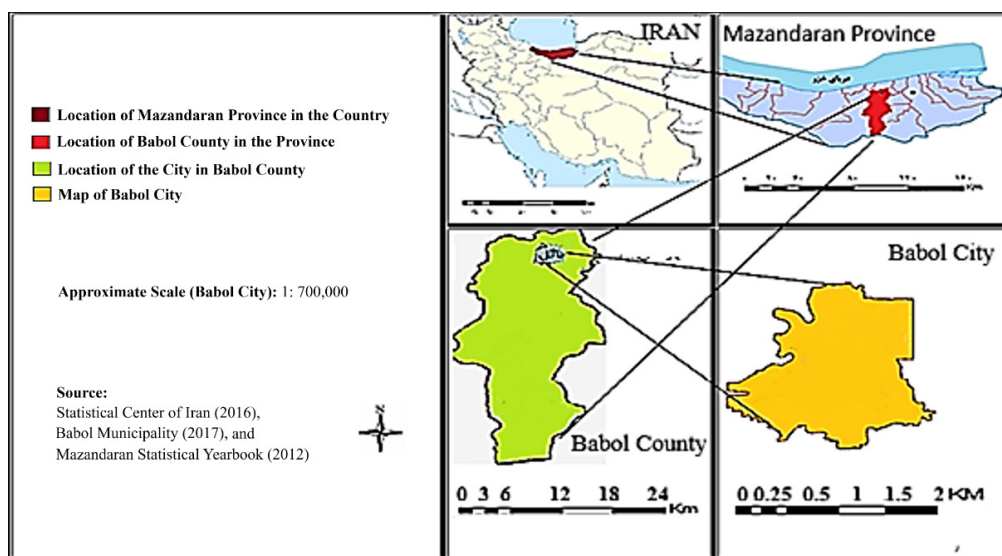 Location of Mazandaran Province in the Country
Location of Babol County in the Province
Location of the City in Babol County
Map of Babol City
Approximate Scale (Babol City): 1: 700,000
Source:
Statistical Center of Iran (2016),
Babol Municipality (2017), and
Mazandaran Statistical Yearbook (2012)
N
IRAN
Mazandaran Province
دریای خزر
KM
Babol County
0 3 6 12 18 24
Km
Babol City
0 0.25 0.5 1 1.5 2 KM